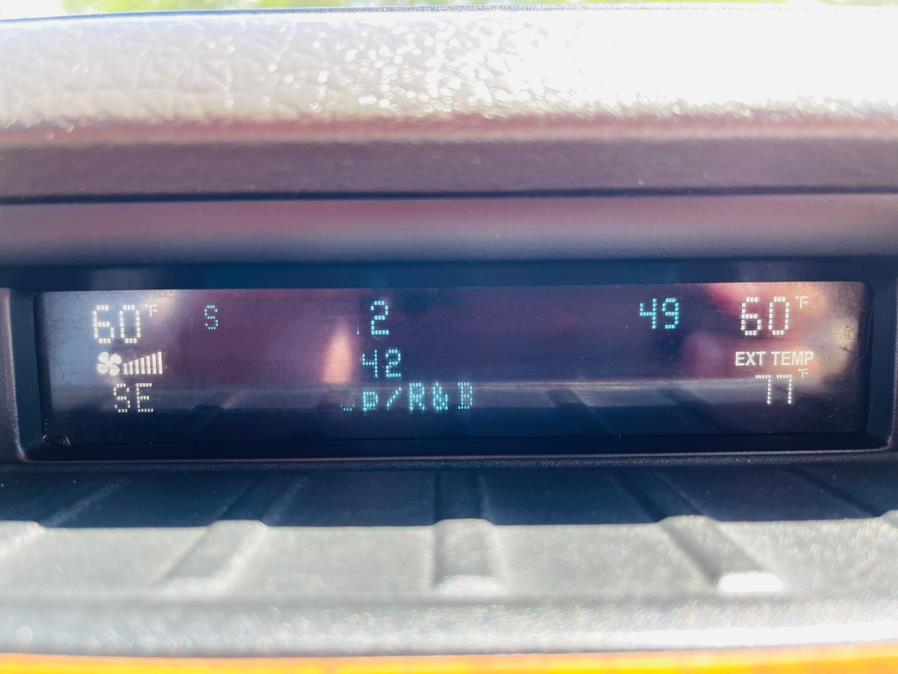 60°F S 2 49 60°F
42 EXT TEMP
SE p/R&B 77°F